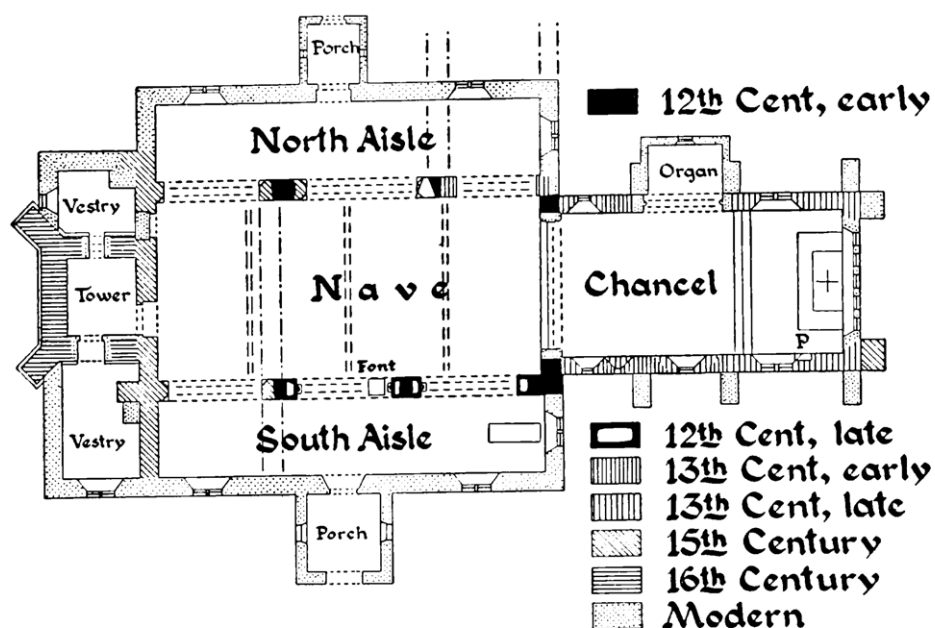 Porch
12th Cent, early
North Aisle
Organ
Vestry
Nave
Chancel
Tower
P
Font
South Aisle
Vestry
12th Cent, late
13th Cent, early
13th Cent, late
15th Century
Porch
16th Century
Modern